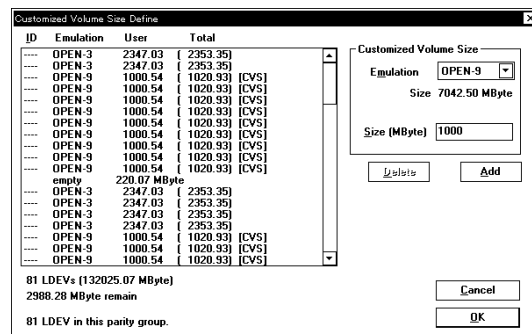 Customized Volume Size Define
ID Emulation User Total
---- OPEN-3 2347.03 [ 2353.35]
---- OPEN-3 2347.03 [ 2353.35]
---- OPEN-9 1000.54 [ 1020.93] [CVS]
---- OPEN-9 1000.54 [ 1020.93] [CVS]
---- OPEN-9 1000.54 [ 1020.93] [CVS]
---- OPEN-9 1000.54 [ 1020.93] [CVS]
---- OPEN-9 1000.54 [ 1020.93] [CVS]
---- OPEN-9 1000.54 [ 1020.93] [CVS]
---- OPEN-9 1000.54 [ 1020.93] [CVS]
---- OPEN-9 1000.54 [ 1020.93] [CVS]
---- OPEN-9 1000.54 [ 1020.93] [CVS]
empty 220.07 MByte
---- OPEN-3 2347.03 [ 2353.35]
---- OPEN-3 2347.03 [ 2353.35]
---- OPEN-3 2347.03 [ 2353.35]
---- OPEN-3 2347.03 [ 2353.35]
---- OPEN-9 1000.54 [ 1020.93] [CVS]
---- OPEN-9 1000.54 [ 1020.93] [CVS]
---- OPEN-9 1000.54 [ 1020.93] [CVS]
Customized Volume Size
Emulation OPEN-9
Size 7042.50 MByte
Size (MByte) 1000
Delete Add
81 LDEVs (132025.07 MByte)
2988.28 MByte remain
81 LDEV in this parity group.
Cancel
OK